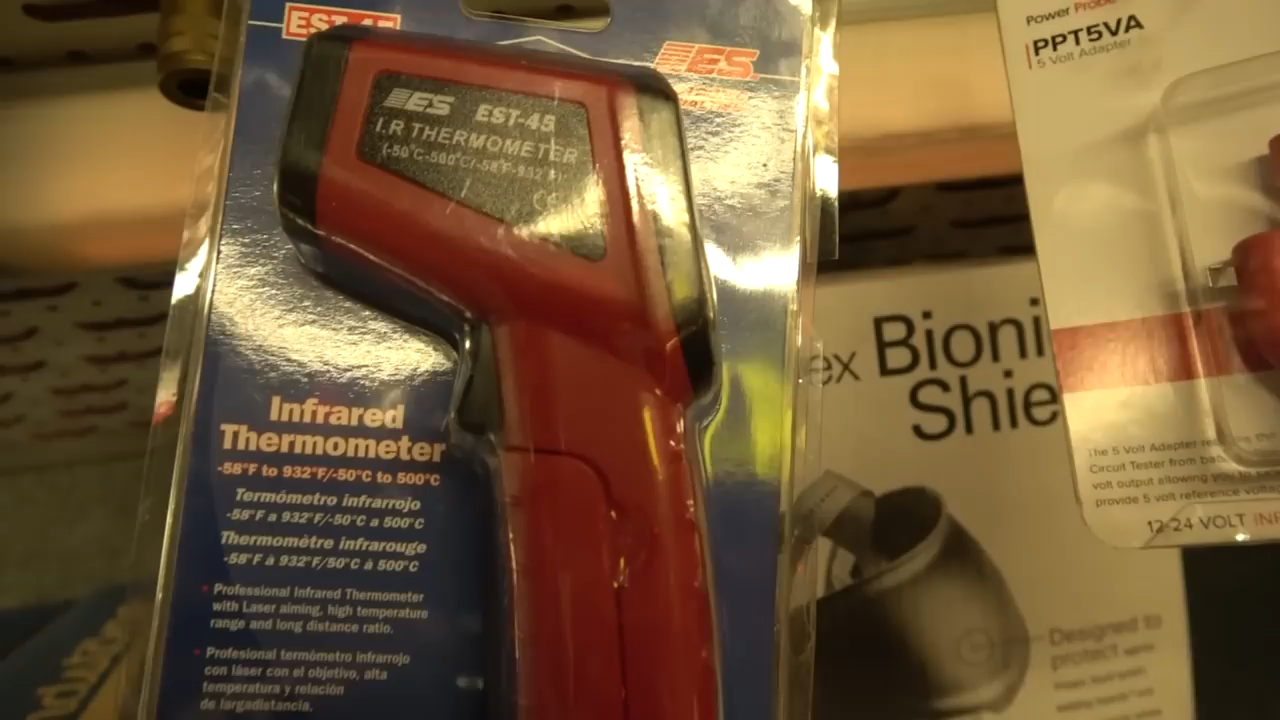 EST-45
ES
ES EST-45
I.R THERMOMETER
(-50°C-500°C/-58°F-932°F)
CE
Infrared
Thermometer
-58°F to 932°F/-50°C to 500°C
Termómetro infrarrojo
-58°F a 932°F/-50°C a 500°C
Thermomètre infrarouge
-58°F à 932°F/50°C à 500°C
Professional Infrared Thermometer
with Laser aiming, high temperature
range and long distance ratio.
Profesional termómetro infrarrojo
con láser con el objetivo, alta
temperatura y relación
de largadistancia.
Power Probe
PPT5VA
5 Volt Adapter
The 5 Volt Adapter
Circuit Tester from
volt output allowing
provide 5 volt reference
12-24 VOLT
ex Bioni
Shie
Designed to
protect